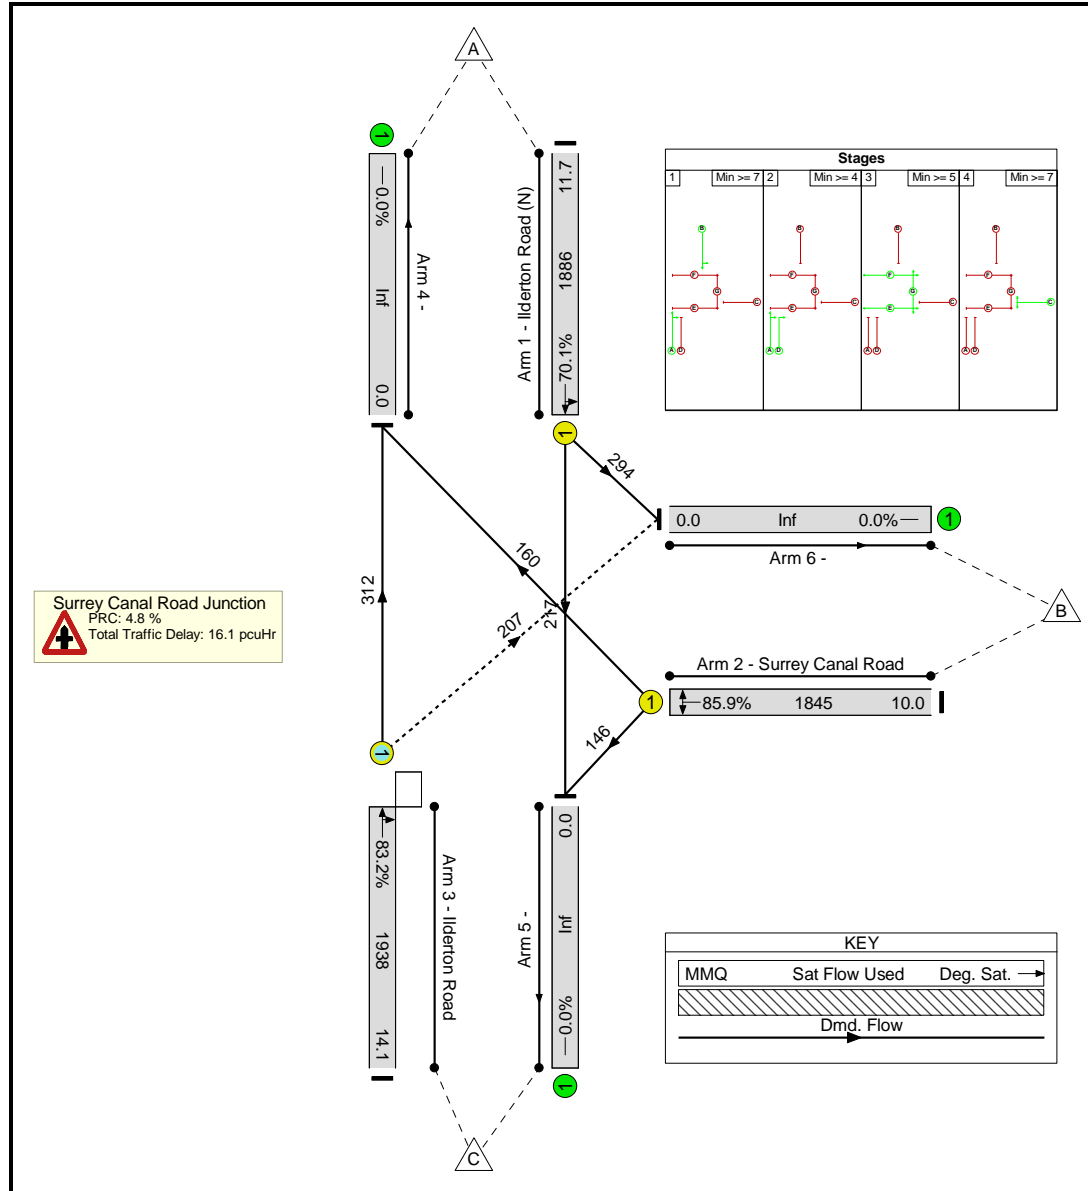 A
1
0.0%
Inf
0.0
Arm 4 -
Arm 1 - Ilderton Road (N)
11.7
1886
70.1%
1
Stages
1 Min >= 7 2 Min >= 4 3 Min >= 5 4 Min >= 7
B B B B
F F F F
G G G G
C C C C
E E E E
A D A D A D A D
294
0.0 Inf 0.0% 1
Arm 6 -
160
312
217
207
B
Surrey Canal Road Junction
PRC: 4.8 %
Total Traffic Delay: 16.1 pcuHr
Arm 2 - Surrey Canal Road
1 85.9% 1845 10.0
146
1
83.2%
1938
14.1
Arm 3 - Ilderton Road
Arm 5 -
0.0
Inf
0.0%
1
KEY
MMQ Sat Flow Used Deg. Sat.
Dmd. Flow
C